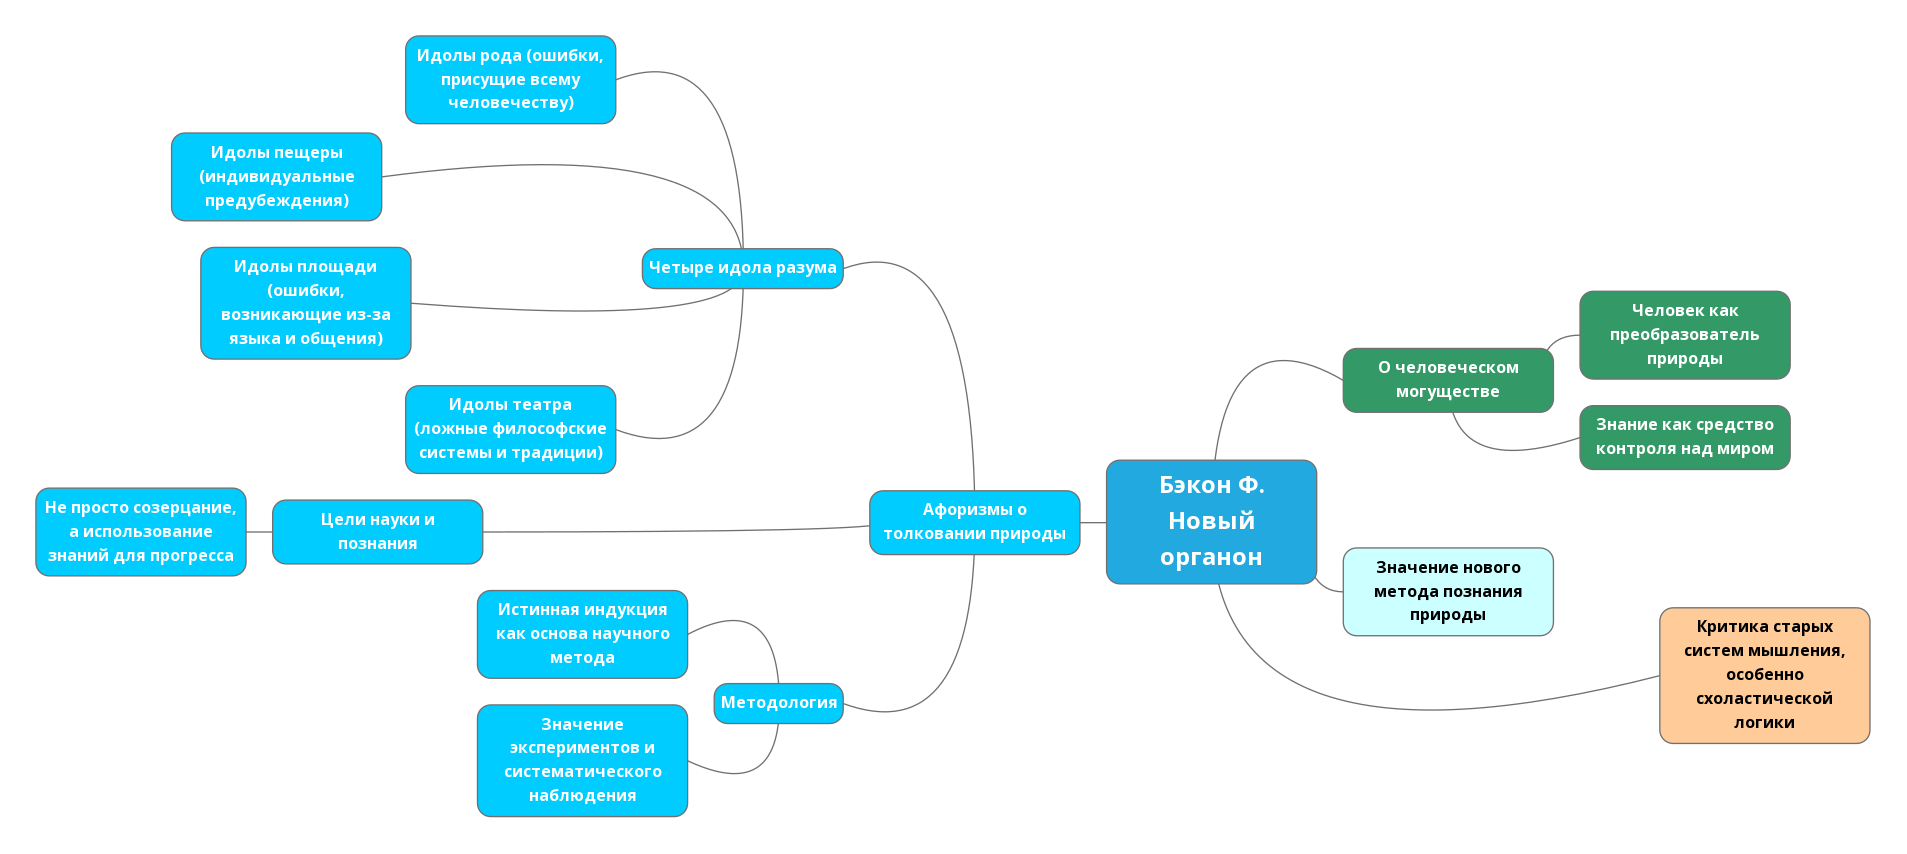 Идолы рода (ошибки,
присущие всему
человечеству)
Идолы пещеры
(индивидуальные
предубеждения)
Идолы площади
(ошибки,
возникающие из-за
языка и общения)
Четыре идола разума
Идолы театра
(ложные философские
системы и традиции)
Не просто созерцание,
а использование
знаний для прогресса
Цели науки и
познания
Афоризмы о
толковании природы
Истинная индукция
как основа научного
метода
Методология
Значение
экспериментов и
систематического
наблюдения
Бэкон Ф.
Новый
органон
О человеческом
могуществе
Человек как
преобразователь
природы
Знание как средство
контроля над миром
Значение нового
метода познания
природы
Критика старых
систем мышления,
особенно
схоластической
логики